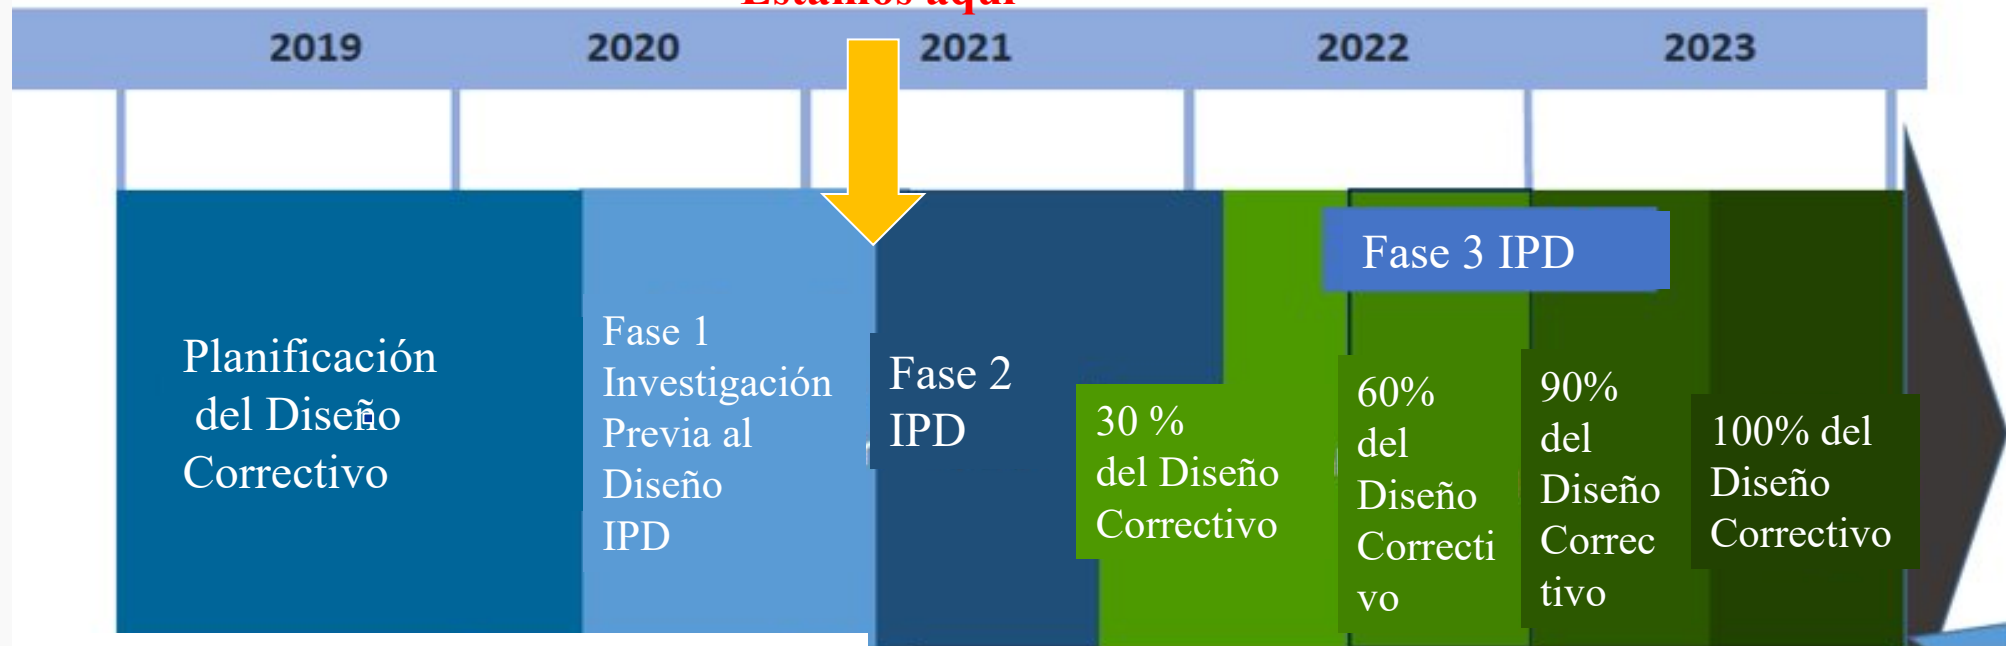 Estamos aquí
2019 2020 2021 2022 2023
Planificación
del Diseño
Correctivo
Fase 1
Investigación
Previa al
Diseño
IPD
Fase 2
IPD
30 %
del Diseño
Correctivo
Fase 3 IPD
60%
del
Diseño
Correcti
vo
90%
del
Diseño
Correc
tivo
100% del
Diseño
Correctivo